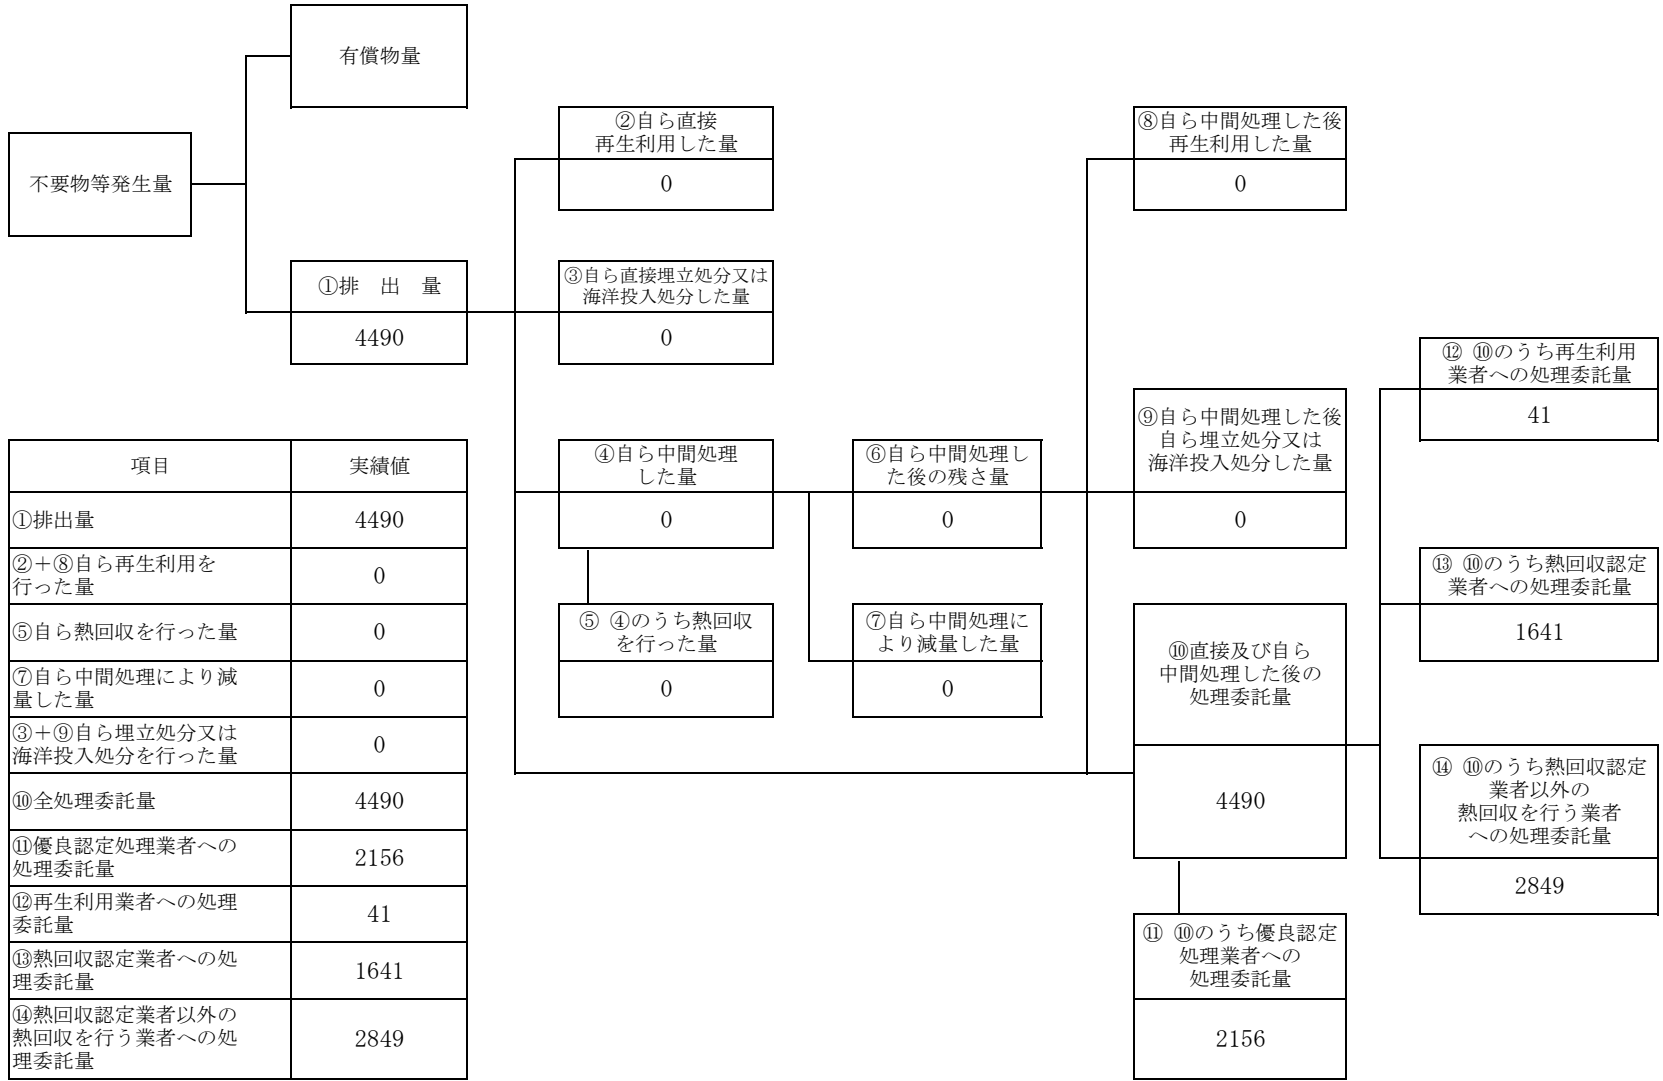 有償物量
不要物等発生量
①排　出　量
4490
②自ら直接
再生利用した量
0
③自ら直接埋立処分又は
海洋投入処分した量
0
④自ら中間処理
した量
0
⑤ ④のうち熱回収
を行った量
0
⑥自ら中間処理し
た後の残さ量
0
⑦自ら中間処理に
より減量した量
0
⑧自ら中間処理した後
再生利用した量
0
⑨自ら中間処理した後
自ら埋立処分又は
海洋投入処分した量
0
⑩直接及び自ら
中間処理した後の
処理委託量
4490
⑪ ⑩のうち優良認定
処理業者への
処理委託量
2156
⑫ ⑩のうち再生利用
業者への処理委託量
41
⑬ ⑩のうち熱回収認定
業者への処理委託量
1641
⑭ ⑩のうち熱回収認定
業者以外の
熱回収を行う業者
への処理委託量
2849
項目 実績値
①排出量 4490
②＋⑧自ら再生利用を
行った量
0
⑤自ら熱回収を行った量 0
⑦自ら中間処理により減
量した量
0
③＋⑨自ら埋立処分又は
海洋投入処分を行った量
0
⑩全処理委託量 4490
⑪優良認定処理業者への
処理委託量
2156
⑫再生利用業者への処理
委託量
41
⑬熱回収認定業者への処
理委託量
1641
⑭熱回収認定業者以外の
熱回収を行う業者への処
理委託量
2849